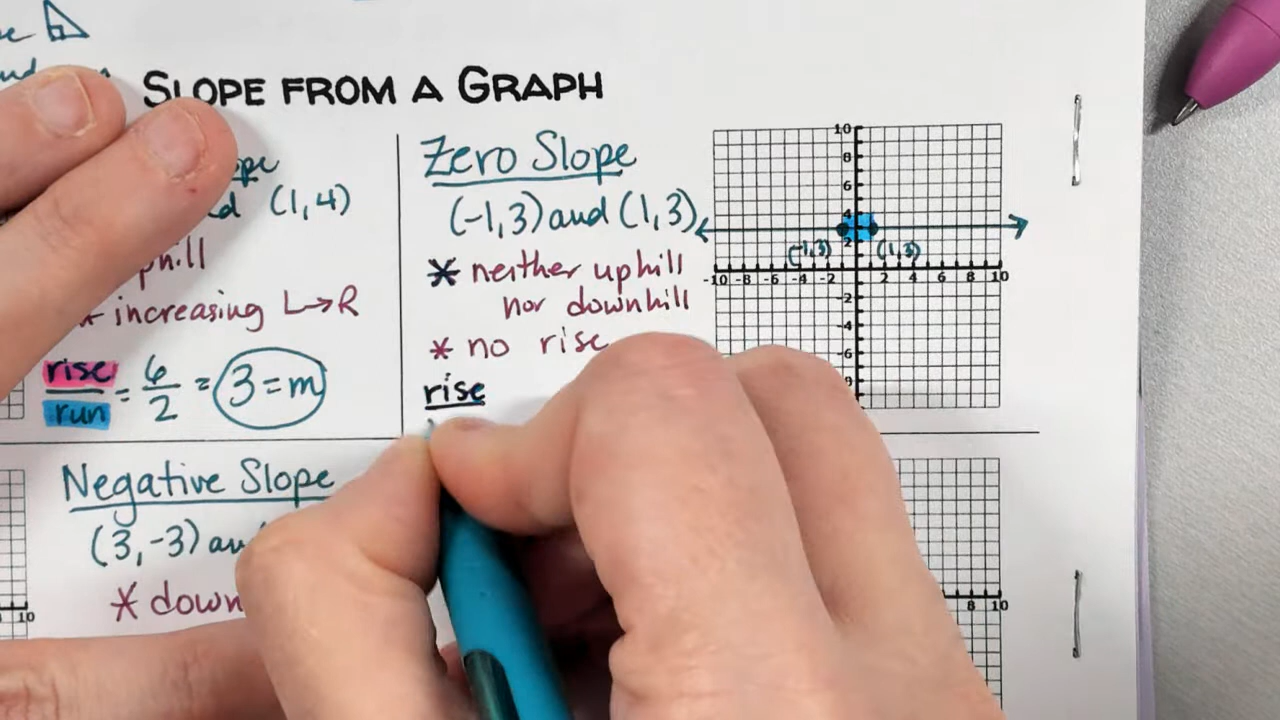 SLOPE FROM A GRAPH
(1,4)
increasing L→R
rise/run = 6/2 = 3=m
Zero Slope
(-1,3) and (1,3)
* neither uphill
nor downhill
* no rise
rise
10
8
6
4
2
(-1,3) (1,3)
-10 -8 -6 -4 -2 2 4 6 8 10
-2
-4
-6
Negative Slope
(3,-3)
* down
10
8 10